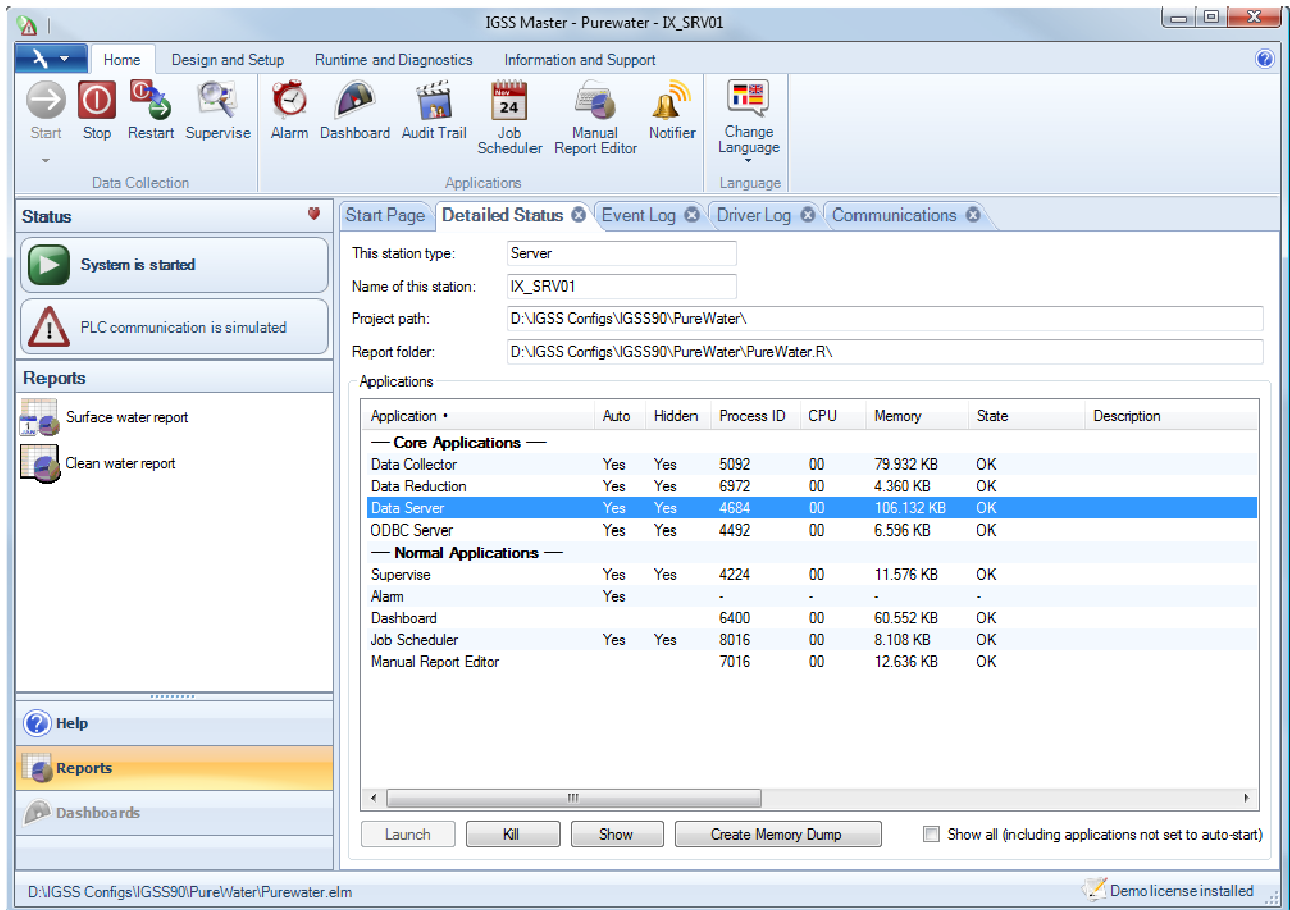 IGSS Master - Purewater - IX_SRV01
Home Design and Setup Runtime and Diagnostics Information and Support
Start Stop Restart Supervise Alarm Dashboard Audit Trail Nov 24 Job Scheduler Manual Report Editor Notifier Change Language
Data Collection Applications Language
Status
System is started
PLC communication is simulated
Reports
1 JAN Surface water report
Clean water report
Help
Reports
Dashboards
Start Page Detailed Status Event Log Driver Log Communications
This station type: Server
Name of this station: IX_SRV01
Project path: D:\IGSS Configs\IGSS90\PureWater\
Report folder: D:\IGSS Configs\IGSS90\PureWater\PureWater.R\
Applications
Application Auto Hidden Process ID CPU Memory State Description
— Core Applications —
Data Collector Yes Yes 5092 00 79.932 KB OK
Data Reduction Yes Yes 6972 00 4.360 KB OK
Data Server Yes Yes 4684 00 106.132 KB OK
ODBC Server Yes Yes 4492 00 6.596 KB OK
— Normal Applications —
Supervise Yes Yes 4224 00 11.576 KB OK
Alarm Yes - - - -
Dashboard 6400 00 60.552 KB OK
Job Scheduler Yes Yes 8016 00 8.108 KB OK
Manual Report Editor 7016 00 12.636 KB OK
Launch Kill Show Create Memory Dump Show all (including applications not set to auto-start)
D:\IGSS Configs\IGSS90\PureWater\Purewater.elm Demo license installed